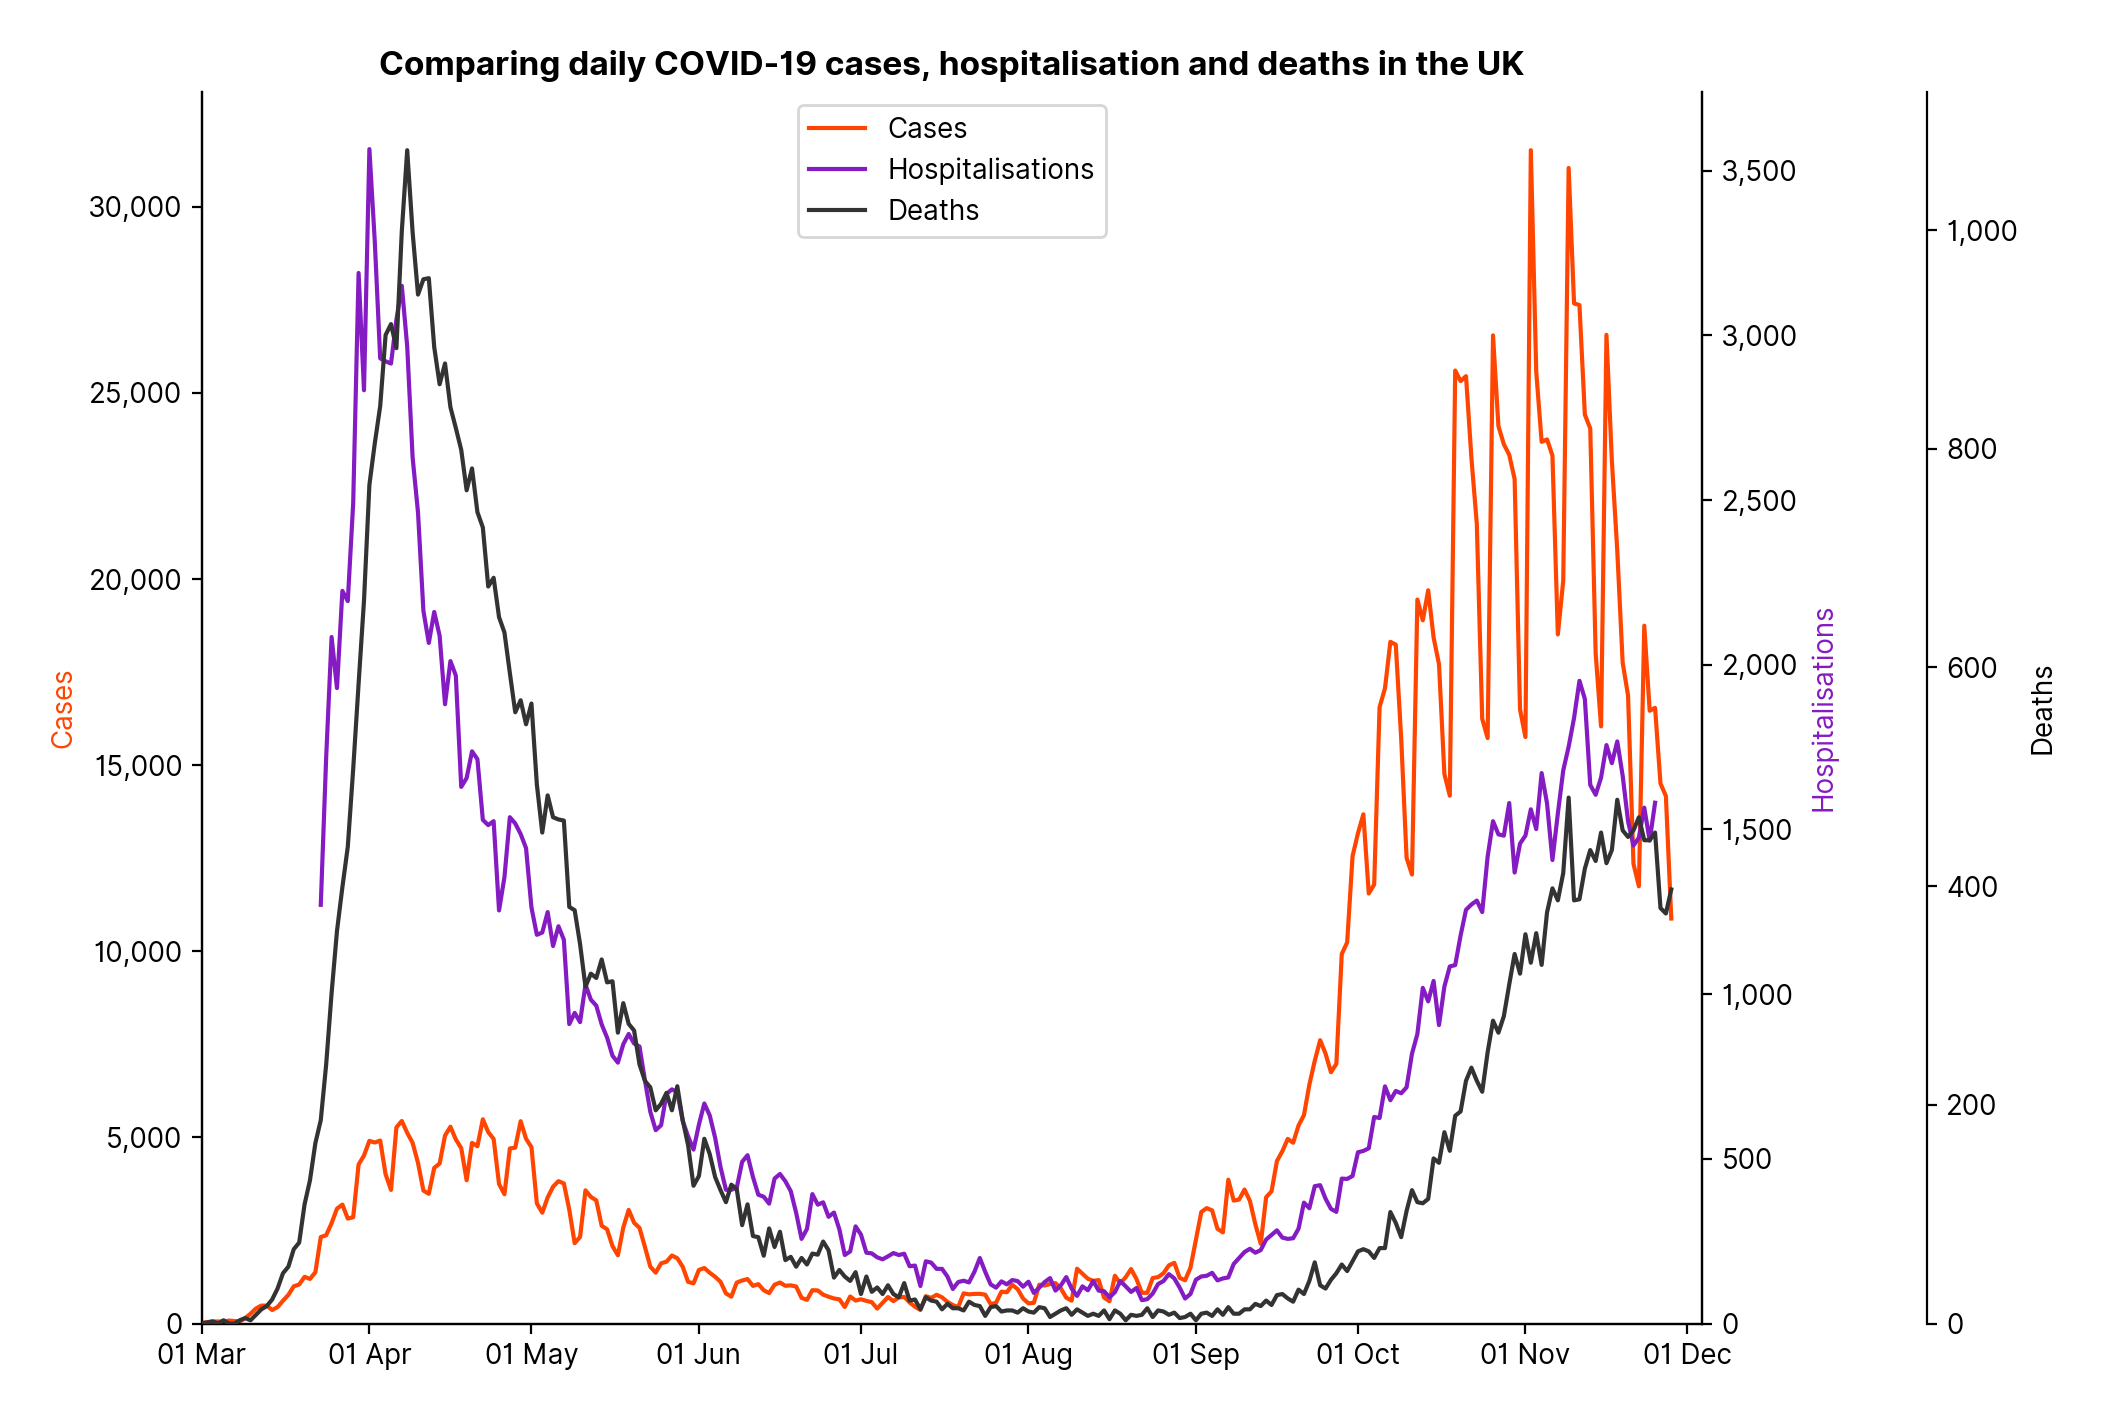 Comparing daily COVID-19 cases, hospitalisation and deaths in the UK
Cases
Hospitalisations
Deaths
30,000
25,000
20,000
15,000
10,000
5,000
0
Cases
3,500
3,000
2,500
2,000
1,500
1,000
500
0
Hospitalisations
1,000
800
600
400
200
0
Deaths
01 Mar 01 Apr 01 May 01 Jun 01 Jul 01 Aug 01 Sep 01 Oct 01 Nov 01 Dec